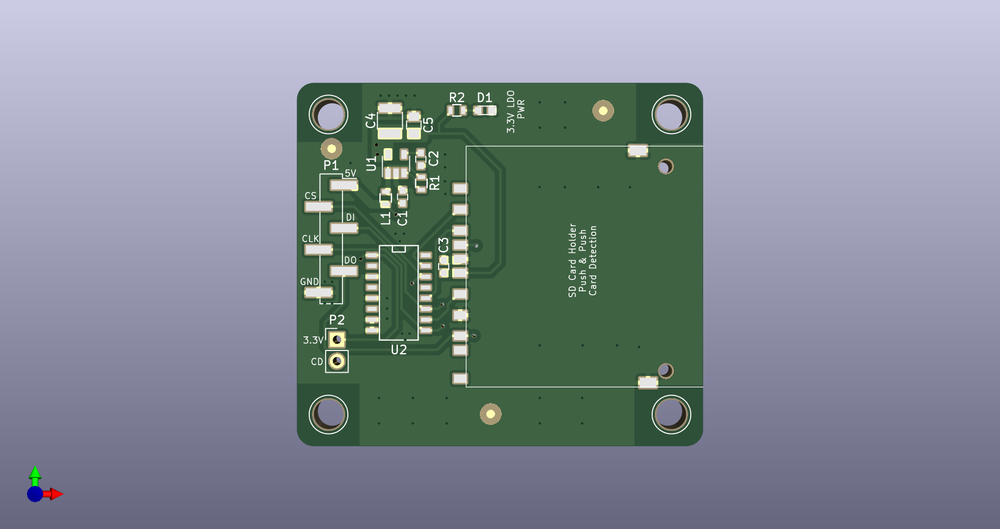 R2
D1
3.3V LDO
PWR
C4
C5
U1
C2
R1
P1
5V
CS
DI
L1
C1
CLK
C3
DO
GND
SD Card Holder
Push & Push
Card Detection
P2
3.3V
CD
U2